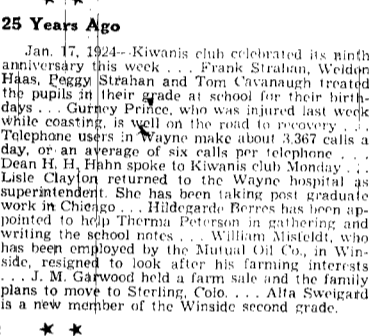 25 Years Ago
Jan. 17, 1924--Kiwanis club celebrated its ninth
anniversary this week . . . Frank Strahan, Weldon
Haas, Peggy Strahan and Tom Cavanaugh treated
the pupils in their grade at school for their birth-
days . . . Gurney Prince, who was injured last week
while coasting, is well on the road to recovery . . .
Telephone users in Wayne make about 3,367 calls a
day, or an average of six calls per telephone . . .
Dean H. H. Hahn spoke to Kiwanis club Monday . . .
Lisle Clayton returned to the Wayne hospital as
superintendent. She has been taking post graduate
work in Chicago . . . Hildegarde Berres has been ap-
pointed to help Therma Peterson in gathering and
writing the school notes . . . William Misfeldt, who
has been employed by the Mutual Oil Co., in Win-
side, resigned to look after his farming interests
. . . J. M. Garwood held a farm sale and the family
plans to move to Sterling, Colo. . . . Alta Sweigard
is a new member of the Winside second grade.